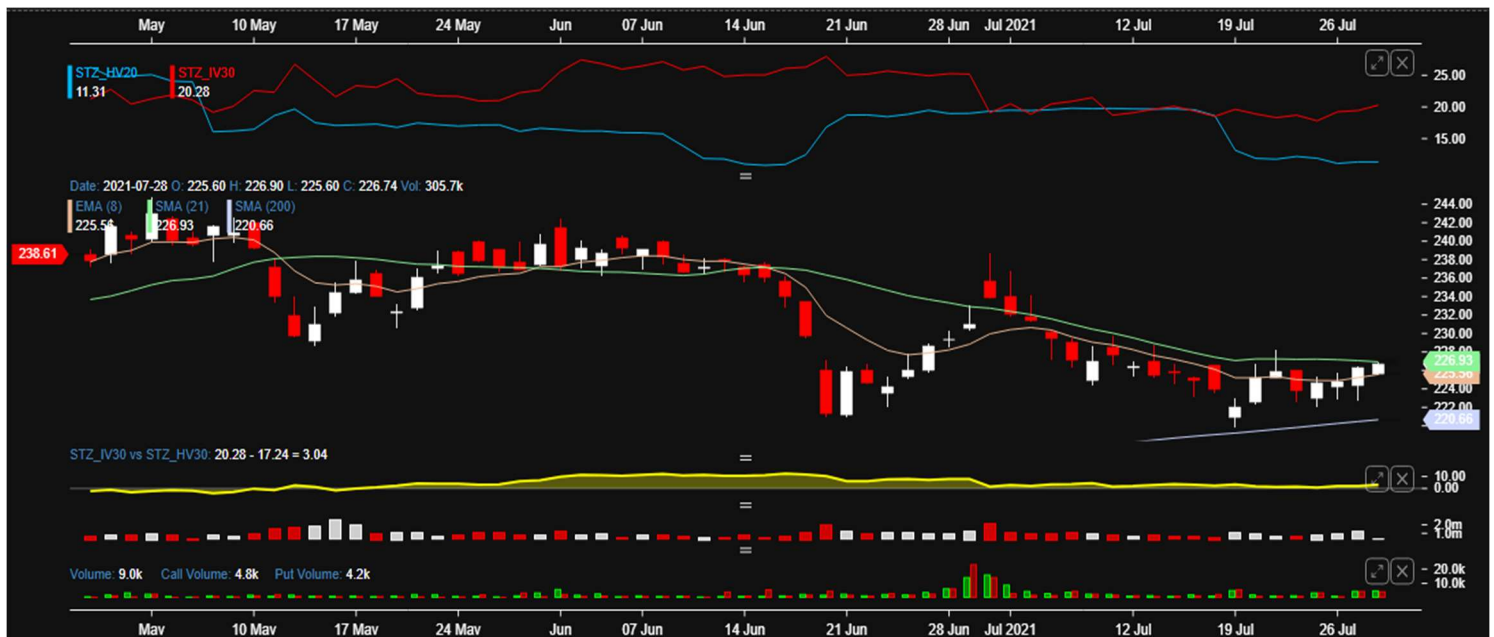 May 10 May 17 May 24 May Jun 07 Jun 14 Jun 21 Jun 28 Jun Jul 2021 12 Jul 19 Jul 26 Jul
STZ_HV20 STZ_IV30
11.31 20.28
25.00
20.00
15.00
Date: 2021-07-28 O: 225.60 H: 226.90 L: 225.60 C: 226.74 Vol: 305.7k
EMA (8) SMA (21) SMA (200)
225.56 226.93 220.66
244.00
242.00
240.00
238.61
238.00
236.00
234.00
232.00
230.00
228.00
226.93
225.56
224.00
222.00
220.66
STZ_IV30 vs STZ_HV30: 20.28 - 17.24 = 3.04
10.00
0.00
2.0m
1.0m
Volume: 9.0k Call Volume: 4.8k Put Volume: 4.2k
20.0k
10.0k
May 10 May 17 May 24 May Jun 07 Jun 14 Jun 21 Jun 28 Jun Jul 2021 12 Jul 19 Jul 26 Jul